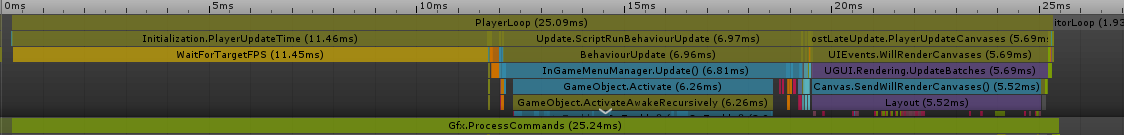 0ms 5ms 10ms 15ms 20ms 25ms
PlayerLoop (25.09ms) itorLoop (1.93
Initialization.PlayerUpdateTime (11.46ms) Update.ScriptRunBehaviourUpdate (6.97ms) ostLateUpdate.PlayerUpdateCanvases (5.69m
WaitForTargetFPS (11.45ms) BehaviourUpdate (6.96ms) UIEvents.WillRenderCanvases (5.69ms)
InGameMenuManager.Update() (6.81ms) UGUI.Rendering.UpdateBatches (5.69ms)
GameObject.Activate (6.26ms) Canvas.SendWillRenderCanvases() (5.52ms)
GameObject.ActivateAwakeRecursively (6.26ms) Layout (5.52ms)
Gfx.ProcessCommands (25.24ms)